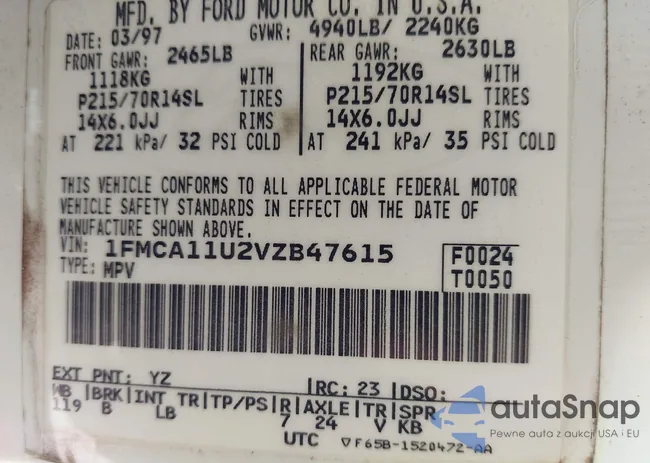 MFD. BY FORD MOTOR CO. IN U.S.A.
DATE: 03/97 GVWR: 4940LB/ 2240KG
FRONT GAWR: 2465LB REAR GAWR: 2630LB
1118KG WITH 1192KG WITH
P215/70R14SL TIRES P215/70R14SL TIRES
14X6.0JJ RIMS 14X6.0JJ RIMS
AT 221 kPa/ 32 PSI COLD AT 241 kPa/ 35 PSI COLD
THIS VEHICLE CONFORMS TO ALL APPLICABLE FEDERAL MOTOR
VEHICLE SAFETY STANDARDS IN EFFECT ON THE DATE OF
MANUFACTURE SHOWN ABOVE.
VIN: 1FMCA11U2VZB47615 F0024
TYPE: MPV T0050
EXT PNT: YZ RC: 23 DSO:
WB BRK INT TR TP/PS R AXLE TR SPR
119 B LB 7 24 V KB
UTC ▽F65B-1520472-AA
autaSnap
Pewne auta z aukcji USA i EU